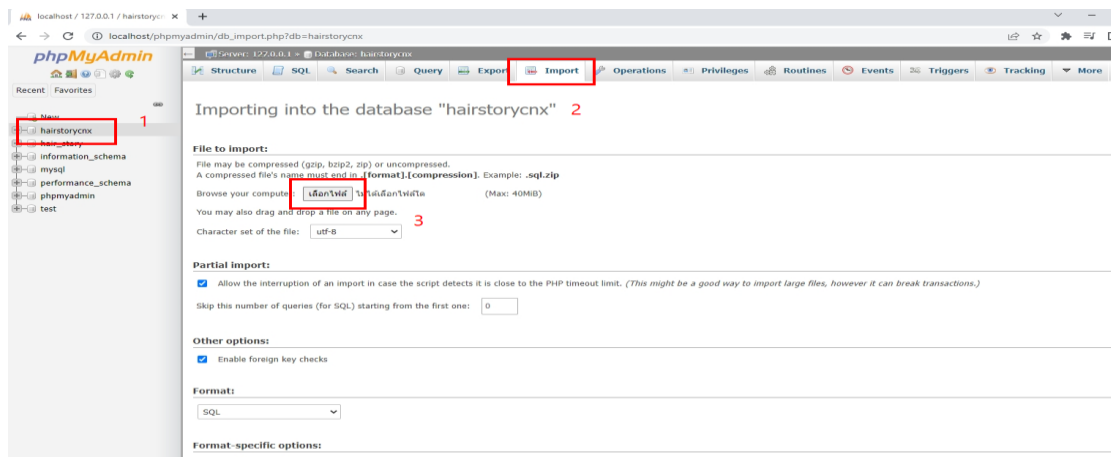 localhost / 127.0.0.1 / hairstorycn
localhost/phpmyadmin/db_import.php?db=hairstorycnx
phpMyAdmin
Recent Favorites
New
hairstorycnx
hair_story
information_schema
mysql
performance_schema
phpmyadmin
test
1
Server: 127.0.0.1 » Database: hairstorycnx
Structure SQL Search Query Export Import Operations Privileges Routines Events Triggers Tracking More
Importing into the database "hairstorycnx" 2
File to import:
File may be compressed (gzip, bzip2, zip) or uncompressed.
A compressed file's name must end in .[format].[compression]. Example: .sql.zip
Browse your computer: เลือกไฟล์ ไม่ได้เลือกไฟล์ใด (Max: 40MiB)
You may also drag and drop a file on any page.
3
Character set of the file: utf-8
Partial import:
Allow the interruption of an import in case the script detects it is close to the PHP timeout limit. (This might be a good way to import large files, however it can break transactions.)
Skip this number of queries (for SQL) starting from the first one: 0
Other options:
Enable foreign key checks
Format:
SQL
Format-specific options: